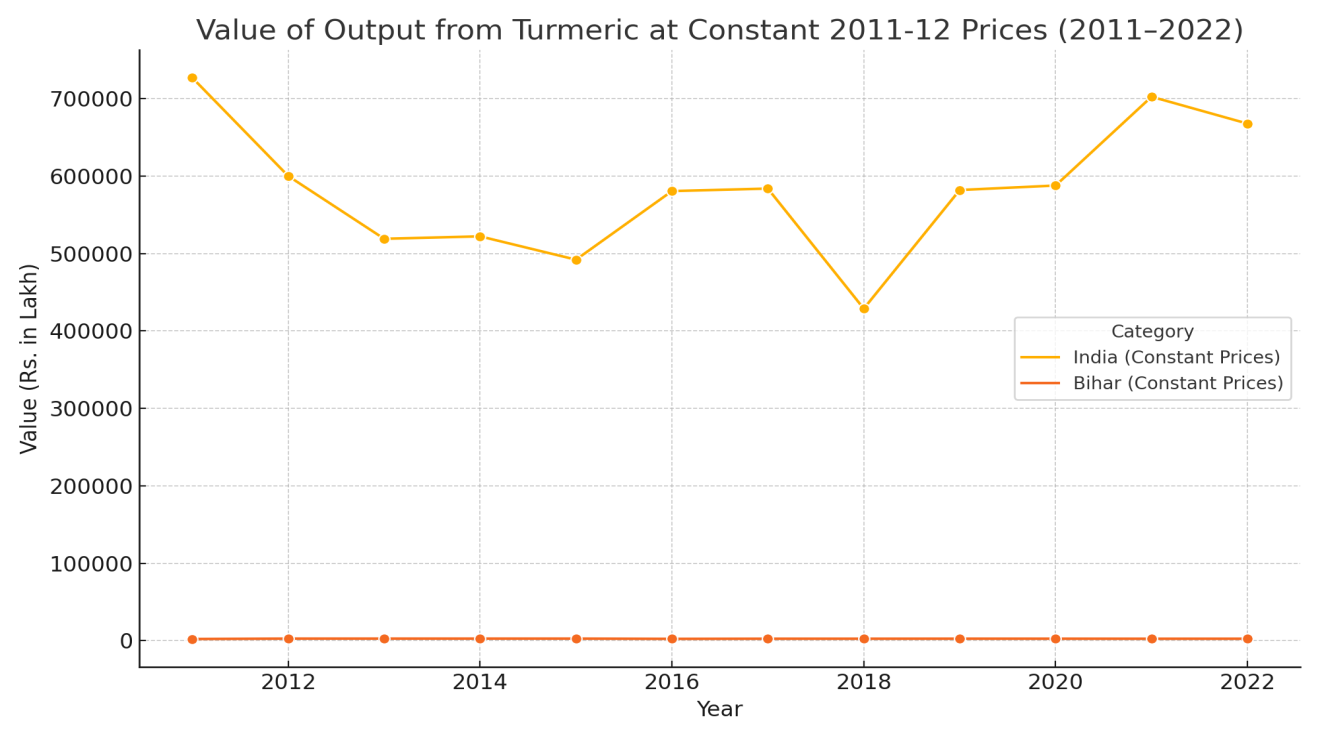 Value of Output from Turmeric at Constant 2011-12 Prices (2011–2022)
Value (Rs. in Lakh)
700000
600000
500000
400000
300000
200000
100000
0
Category
India (Constant Prices)
Bihar (Constant Prices)
2012 2014 2016 2018 2020 2022
Year